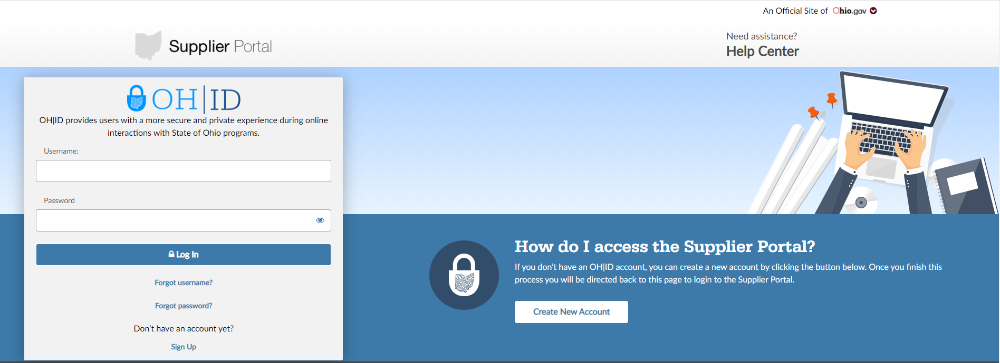 An Official Site of Ohio.gov
Supplier Portal
Need assistance?
Help Center
OH|ID
OH|ID provides users with a more secure and private experience during online
interactions with State of Ohio programs.
Username:
Password
Log In
Forgot username?
Forgot password?
Don't have an account yet?
Sign Up
How do I access the Supplier Portal?
If you don't have an OH|ID account, you can create a new account by clicking the button below. Once you finish this
process you will be directed back to this page to login to the Supplier Portal.
Create New Account